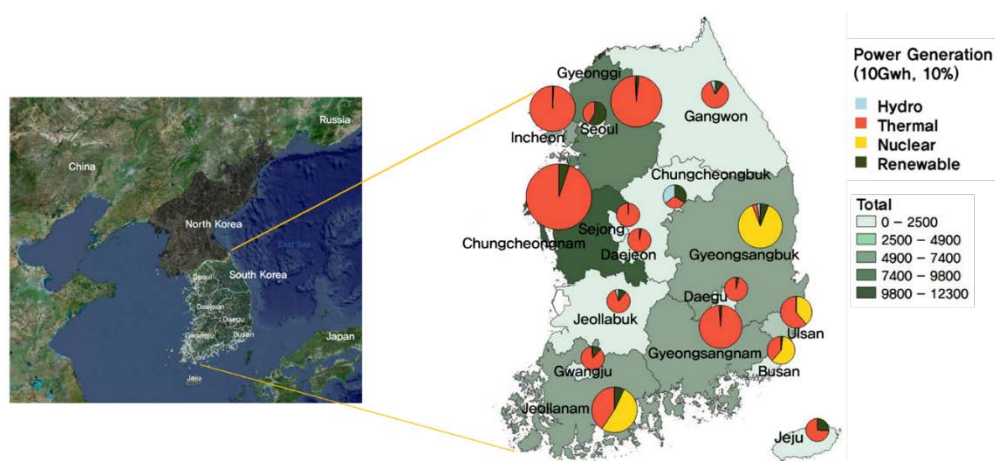 China
Russia
North Korea
East Sea
Seoul
South Korea
Daejeon
Daegu
Gwangju
Busan
Japan
Jeju
Gyeonggi
Incheon
Seoul
Gangwon
Chungcheongbuk
Chungcheongnam
Sejong
Daejeon
Gyeongsangbuk
Daegu
Jeollabuk
Ulsan
Gyeongsangnam
Busan
Gwangju
Jeollanam
Jeju
Power Generation
(10Gwh, 10%)
Hydro
Thermal
Nuclear
Renewable
Total
0 – 2500
2500 – 4900
4900 – 7400
7400 – 9800
9800 – 12300